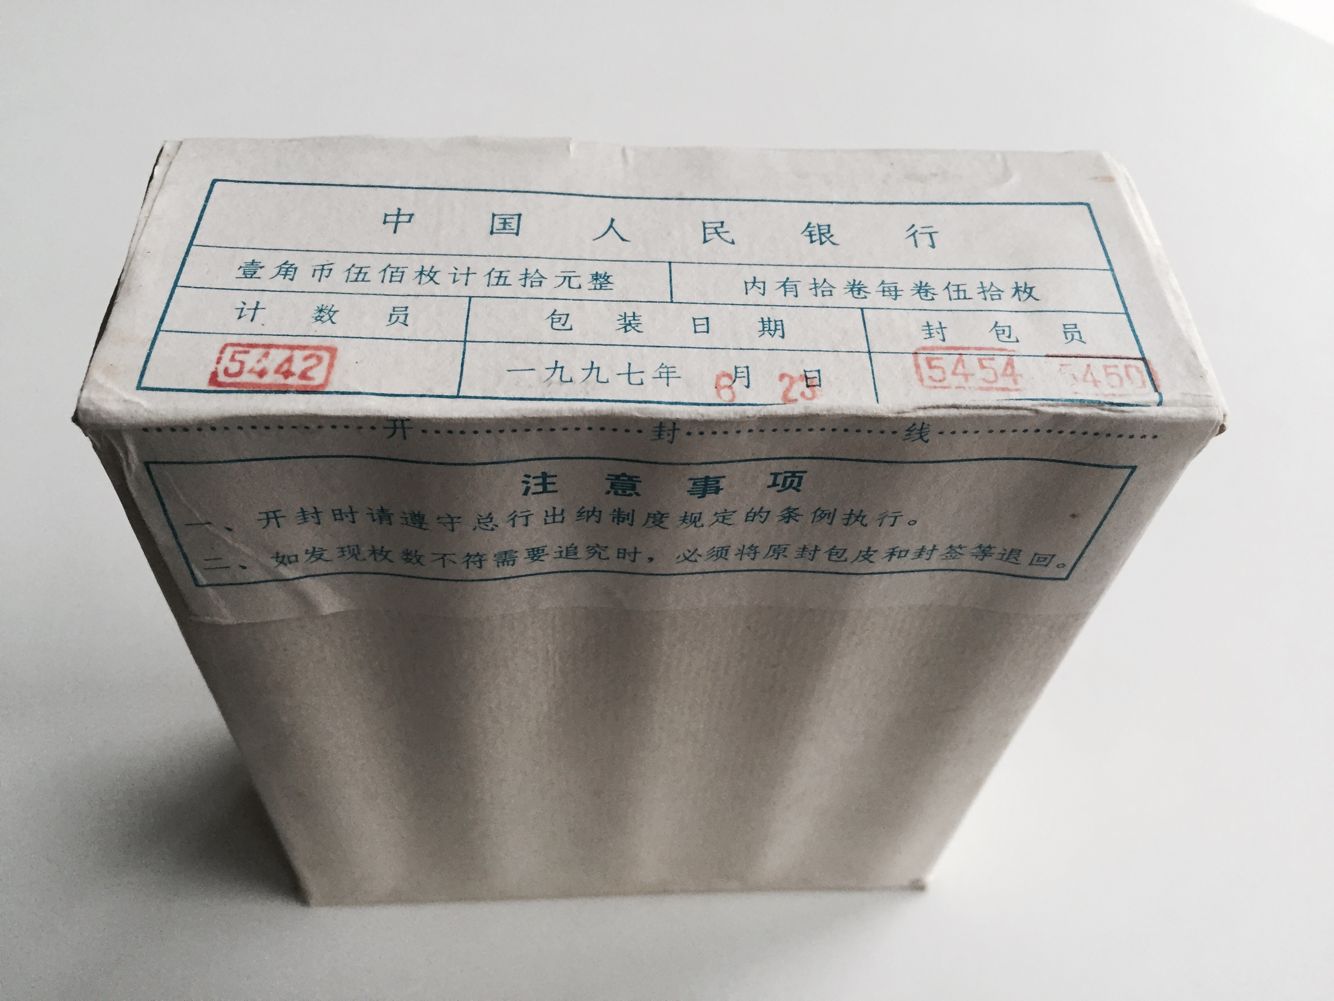 中国人民银行
壹角币伍佰枚计伍拾元整 内有拾卷每卷伍拾枚
计数员 包装日期 封包员
5442 一九九七年6月23日 5454 5450
开封线
注意事项
一、开封时请遵守总行出纳制度规定的条例执行。
二、如发现枚数不符需要追究时，必须将原封包皮和封签等退回。